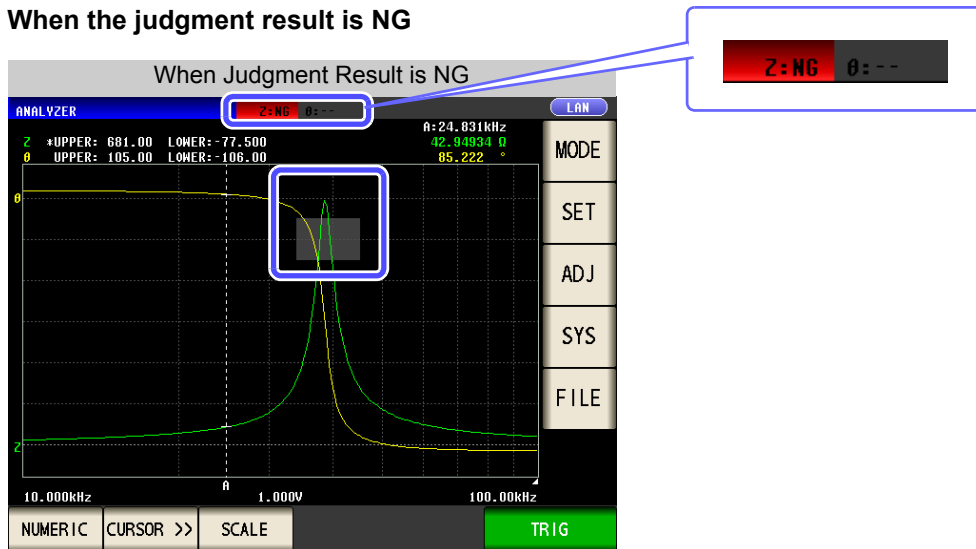 When the judgment result is NG
When Judgment Result is NG
Z:NG θ:--
ANALYZER Z:NG θ:-- LAN
A:24.831kHz
Z *UPPER: 681.00 LOWER:-77.500 42.94934 Ω
θ UPPER: 105.00 LOWER:-106.00 85.222 °
MODE
θ
SET
ADJ
SYS
FILE
Z
A
10.000kHz 1.000V 100.00kHz
NUMERIC CURSOR >> SCALE TRIG